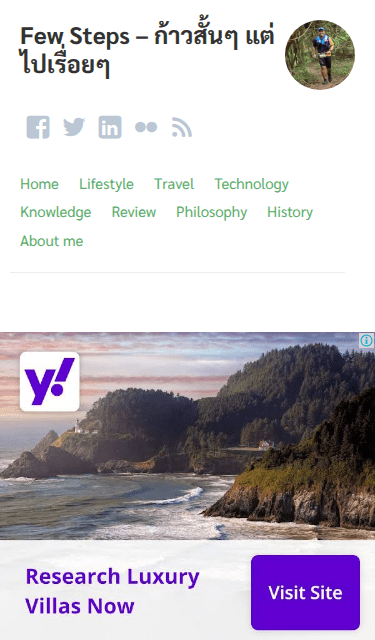 Few Steps – ก้าวสั้นๆ แต่
ไปเรื่อยๆ
Home Lifestyle Travel Technology
Knowledge Review Philosophy History
About me
y!
Research Luxury
Villas Now
Visit Site